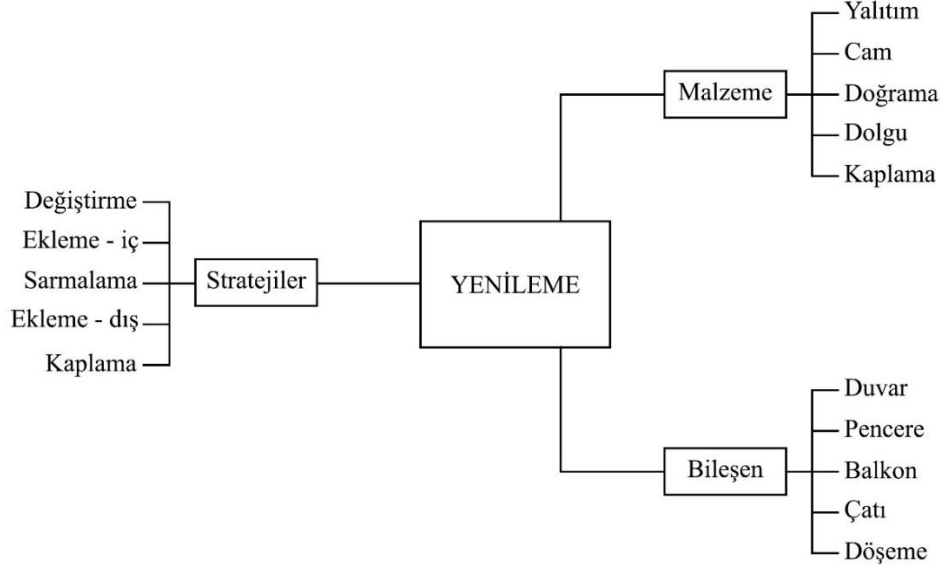 Yalıtım
Cam
Malzeme
Doğrama
Dolgu
Kaplama
Değiştirme
Ekleme - iç
Stratejiler
Sarmalama
Ekleme - dış
Kaplama
YENİLEME
Duvar
Pencere
Bileşen
Balkon
Çatı
Döşeme